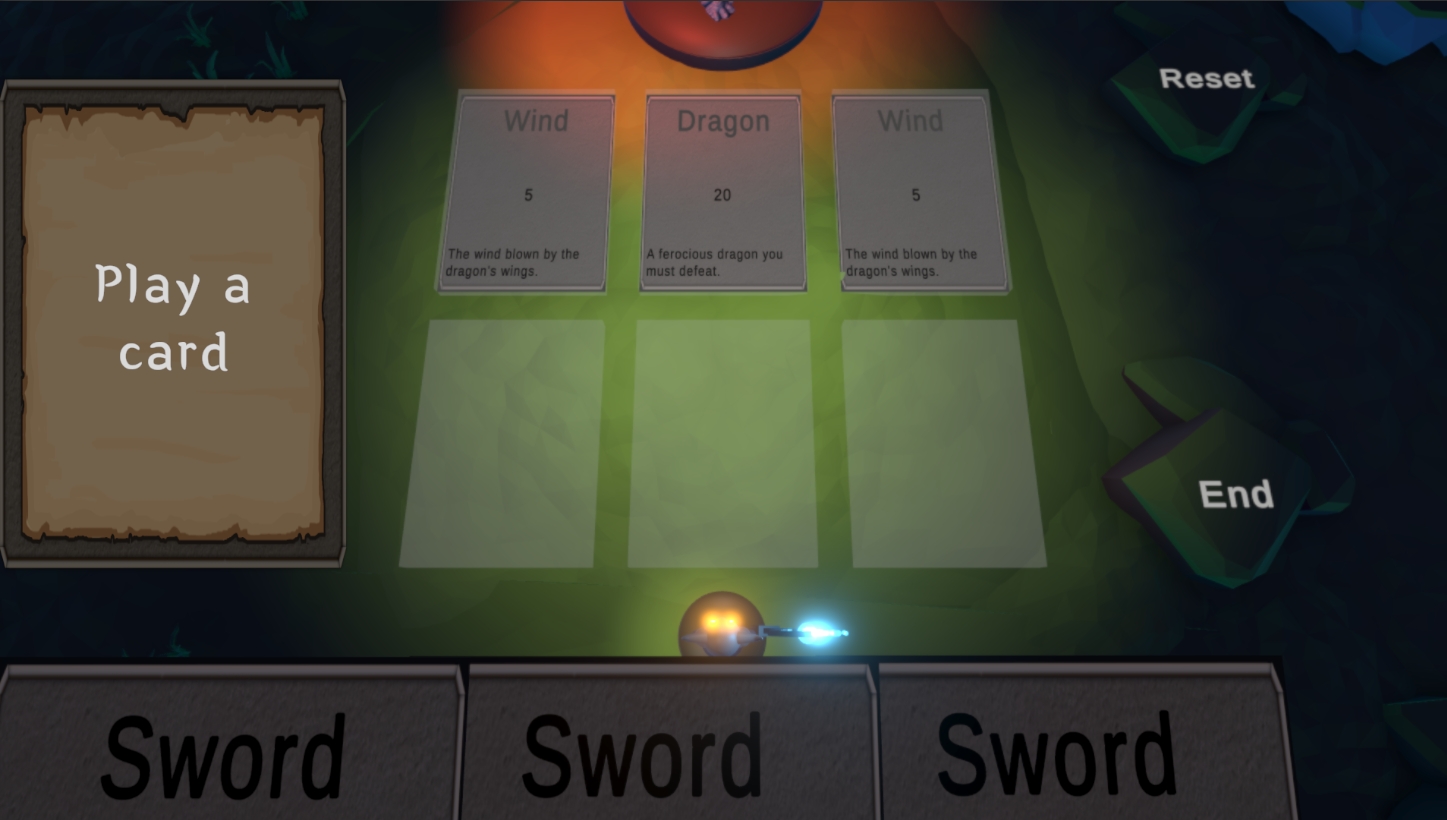 Reset
Wind
Dragon
Wind
5
20
5
The wind blown by the
dragon's wings.
A ferocious dragon you
must defeat.
The wind blown by the
dragon's wings.
Play a
card
End
Sword
Sword
Sword